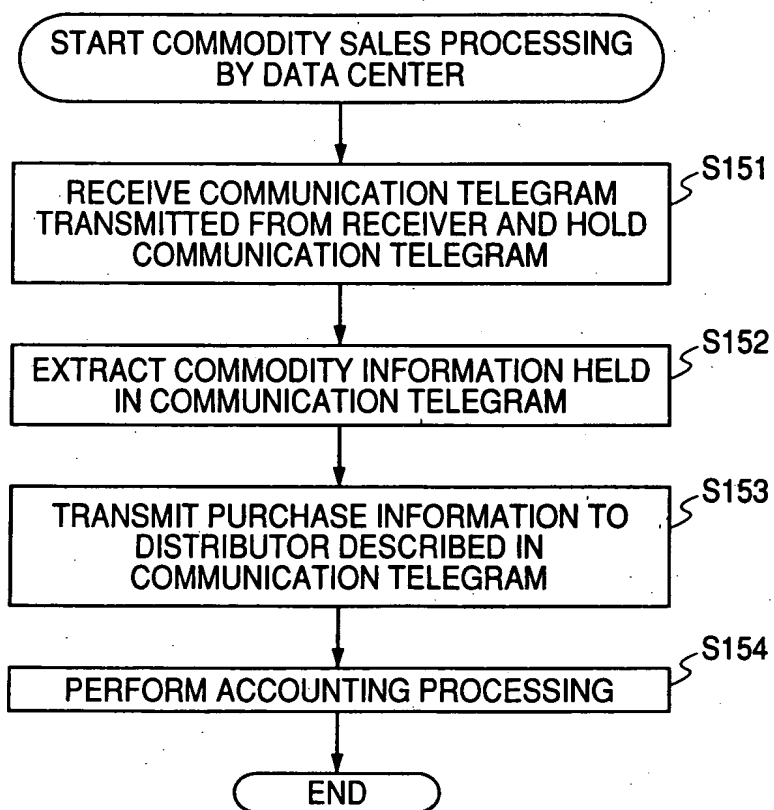 START COMMODITY SALES PROCESSING
BY DATA CENTER
S151
RECEIVE COMMUNICATION TELEGRAM
TRANSMITTED FROM RECEIVER AND HOLD
COMMUNICATION TELEGRAM
S152
EXTRACT COMMODITY INFORMATION HELD
IN COMMUNICATION TELEGRAM
S153
TRANSMIT PURCHASE INFORMATION TO
DISTRIBUTOR DESCRIBED IN
COMMUNICATION TELEGRAM
S154
PERFORM ACCOUNTING PROCESSING
END